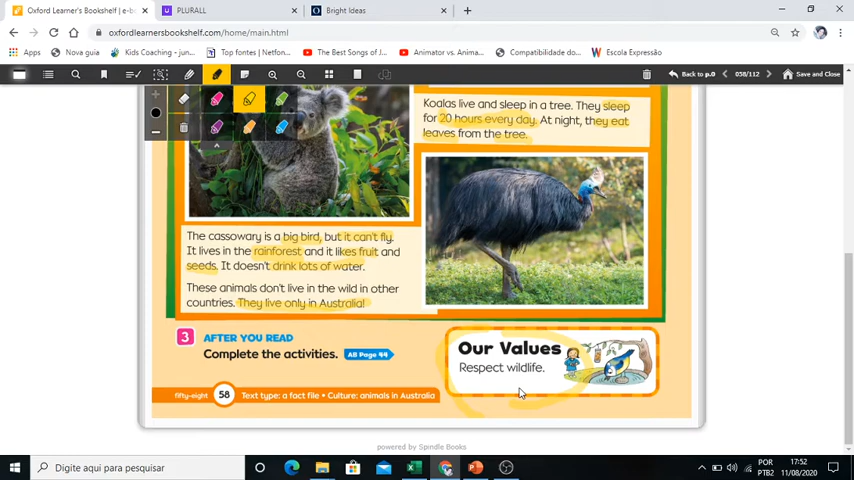 Oxford Learner's Bookshelf | e-b
PLURALL
Bright Ideas
oxfordlearnersbookshelf.com/home/main.html
Apps
Nova guia
Kids Coaching - jun...
Top fontes | Netfon...
The Best Songs of J...
Animator vs. Anima...
Compatibilidade do...
Escola Expressão
Back to p.0
058/112
Save and Close
Koalas live and sleep in a tree. They sleep
for 20 hours every day. At night, they eat
leaves from the tree.
The cassowary is a big bird, but it can't fly.
It lives in the rainforest and it likes fruit and
seeds. It doesn't drink lots of water.
These animals don't live in the wild in other
countries. They live only in Australia!
3
AFTER YOU READ
Complete the activities.
AB Page 44
Our Values
Respect wildlife.
fifty-eight
58
Text type: a fact file • Culture: animals in Australia
powered by Spindle Books
Digite aqui para pesquisar
POR
PTB2
17:52
11/08/2020